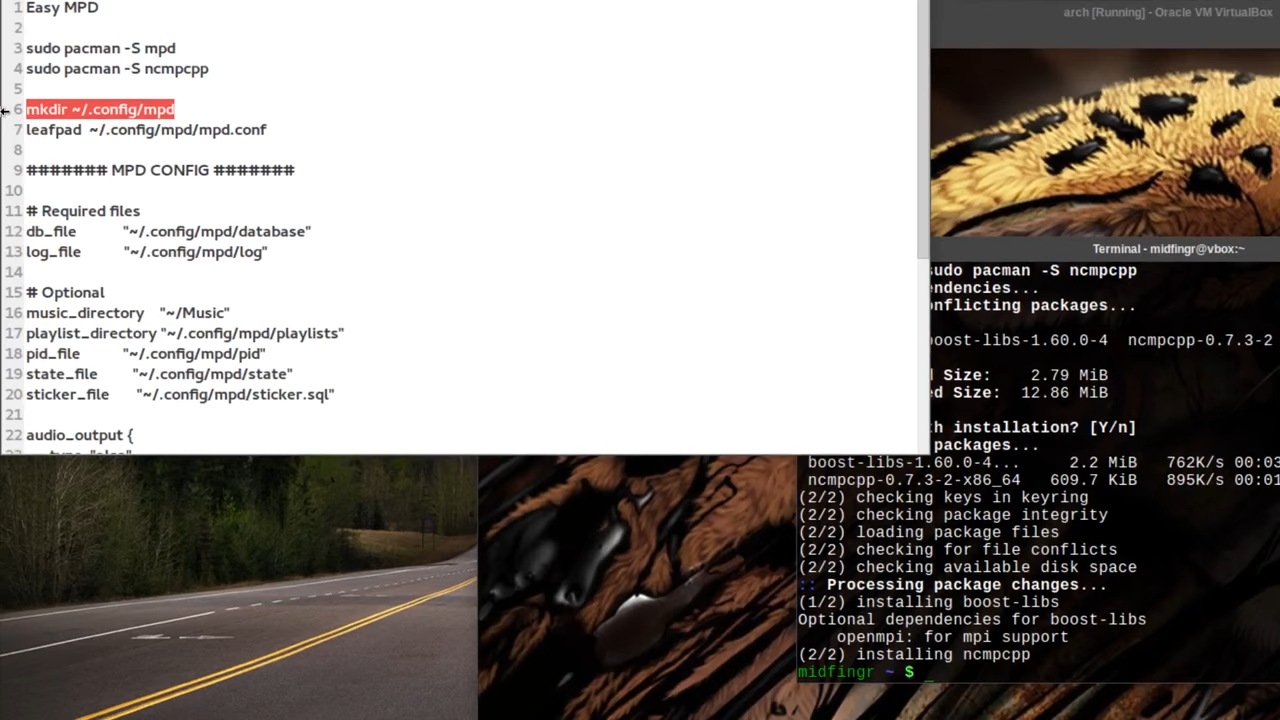 1 Easy MPD
2
3 sudo pacman -S mpd
4 sudo pacman -S ncmpcpp
5
6 mkdir ~/.config/mpd
7 leafpad  ~/.config/mpd/mpd.conf
8
9 ####### MPD CONFIG #######
10
11 # Required files
12 db_file "~/.config/mpd/database"
13 log_file "~/.config/mpd/log"
14
15 # Optional
16 music_directory "~/Music"
17 playlist_directory "~/.config/mpd/playlists"
18 pid_file "~/.config/mpd/pid"
19 state_file "~/.config/mpd/state"
20 sticker_file "~/.config/mpd/sticker.sql"
21
22 audio_output {
arch [Running] - Oracle VM VirtualBox
Terminal - midfingr@vbox:~
sudo pacman -S ncmpcpp
endencies...
onflicting packages...
boost-libs-1.60.0-4  ncmpcpp-0.7.3-2
Size: 2.79 MiB
ed Size: 12.86 MiB
th installation? [Y/n]
packages...
boost-libs-1.60.0-4... 2.2 MiB 762K/s 00:03
ncmpcpp-0.7.3-2-x86_64 609.7 KiB 895K/s 00:01
(2/2) checking keys in keyring
(2/2) checking package integrity
(2/2) loading package files
(2/2) checking for file conflicts
(2/2) checking available disk space
:: Processing package changes...
(1/2) installing boost-libs
Optional dependencies for boost-libs
openmpi: for mpi support
(2/2) installing ncmpcpp
midfingr ~ $ _